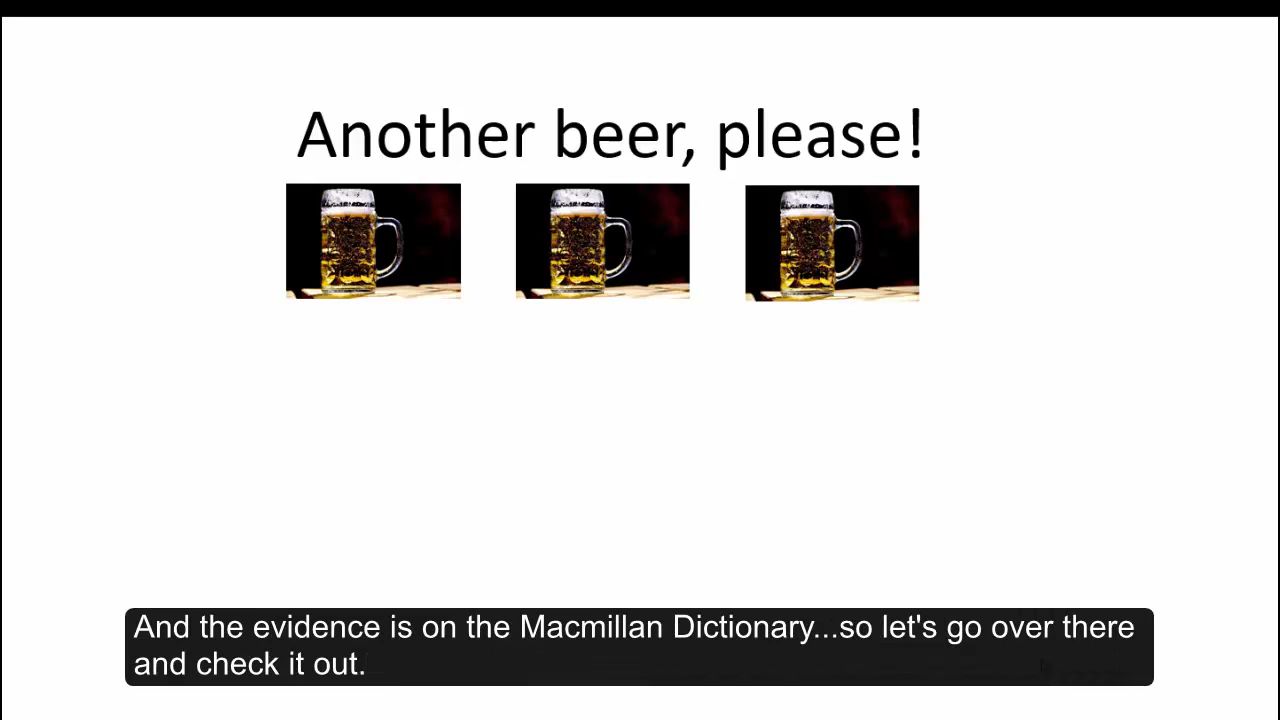 Another beer, please!
And the evidence is on the Macmillan Dictionary...so let's go over there
and check it out.